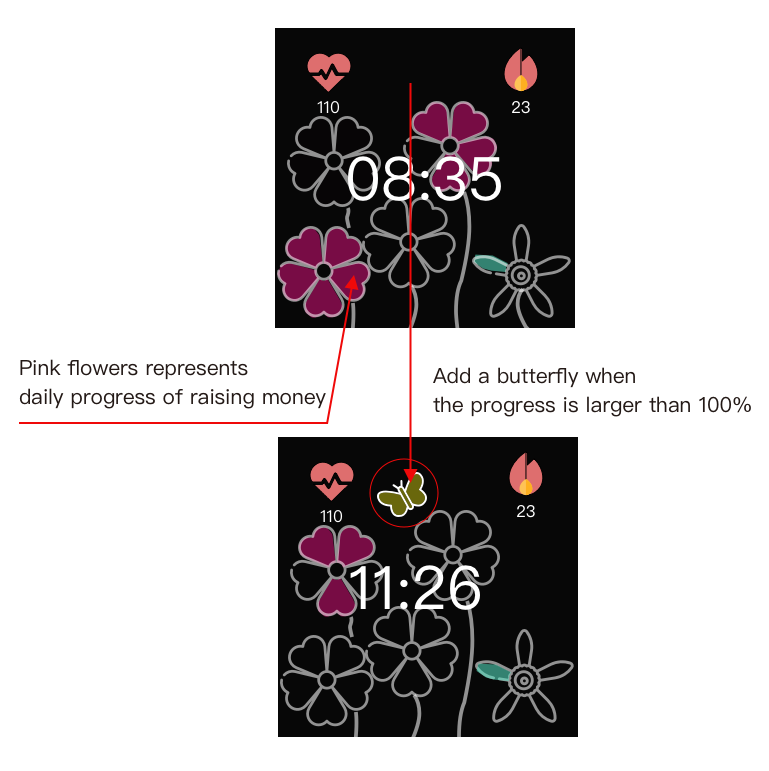 110
23
08:35
Pink flowers represents
daily progress of raising money
Add a butterfly when
the progress is larger than 100%
110
23
11:26